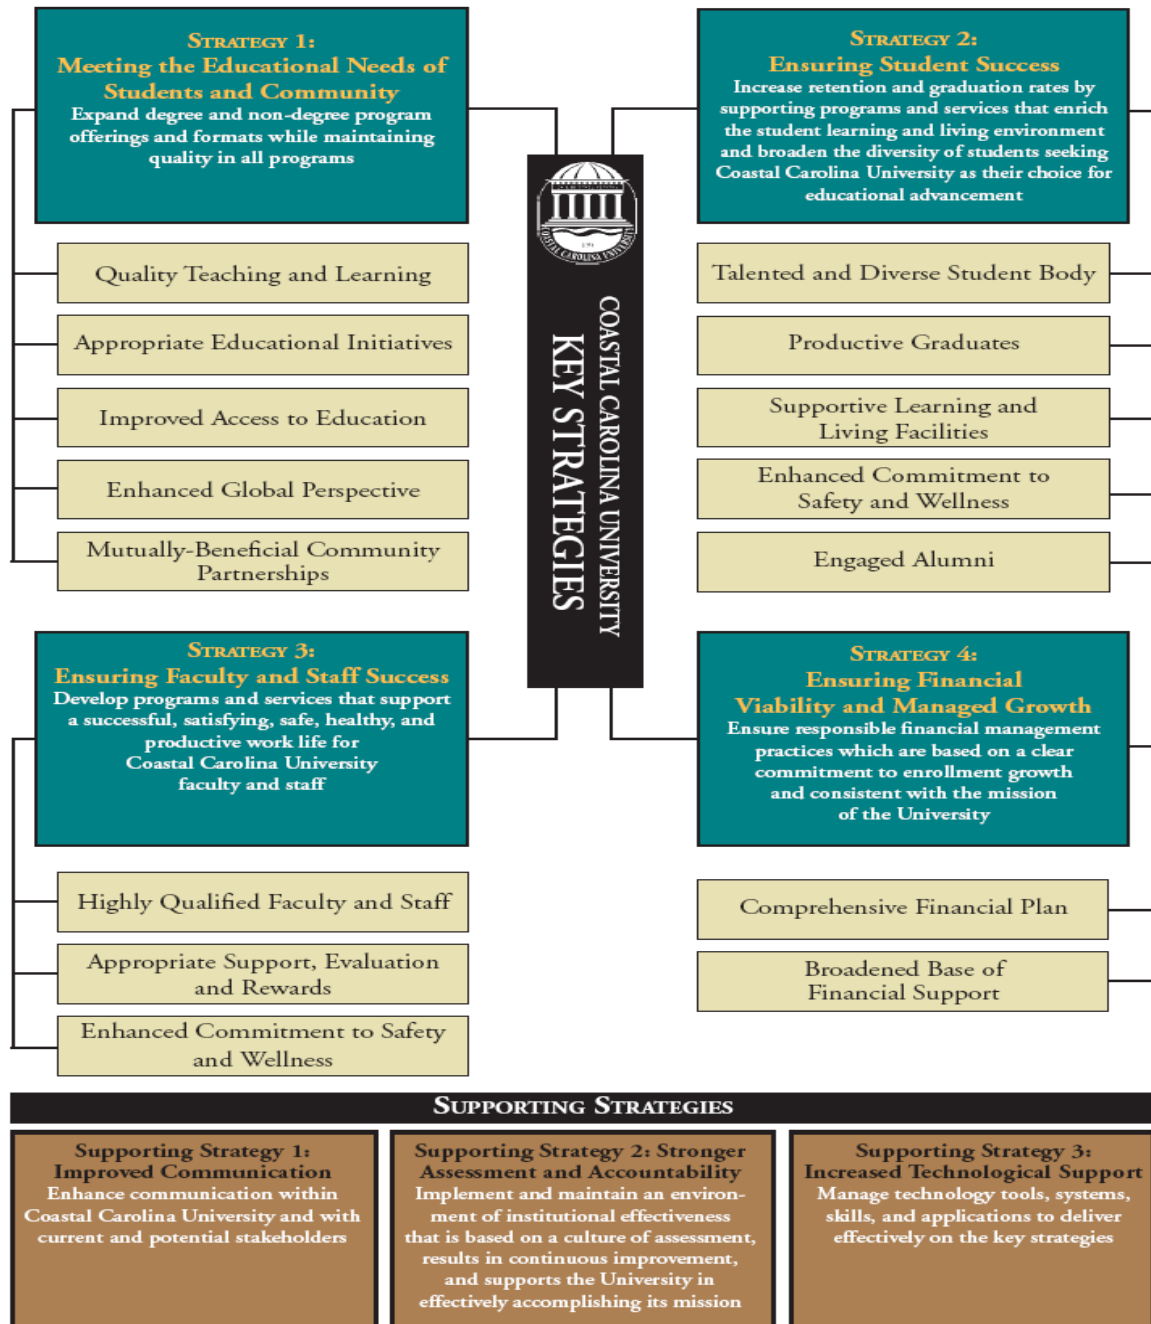 STRATEGY 1:
Meeting the Educational Needs of
Students and Community
Expand degree and non-degree program
offerings and formats while maintaining
quality in all programs
Quality Teaching and Learning
Appropriate Educational Initiatives
Improved Access to Education
Enhanced Global Perspective
Mutually-Beneficial Community
Partnerships
COASTAL CAROLINA UNIVERSITY
COASTAL CAROLINA UNIVERSITY
KEY STRATEGIES
STRATEGY 2:
Ensuring Student Success
Increase retention and graduation rates by
supporting programs and services that enrich
the student learning and living environment
and broaden the diversity of students seeking
Coastal Carolina University as their choice for
educational advancement
Talented and Diverse Student Body
Productive Graduates
Supportive Learning and
Living Facilities
Enhanced Commitment to
Safety and Wellness
Engaged Alumni
STRATEGY 3:
Ensuring Faculty and Staff Success
Develop programs and services that support
a successful, satisfying, safe, healthy, and
productive work life for
Coastal Carolina University
faculty and staff
Highly Qualified Faculty and Staff
Appropriate Support, Evaluation
and Rewards
Enhanced Commitment to Safety
and Wellness
STRATEGY 4:
Ensuring Financial
Viability and Managed Growth
Ensure responsible financial management
practices which are based on a clear
commitment to enrollment growth
and consistent with the mission
of the University
Comprehensive Financial Plan
Broadened Base of
Financial Support
SUPPORTING STRATEGIES
Supporting Strategy 1:
Improved Communication
Enhance communication within
Coastal Carolina University and with
current and potential stakeholders
Supporting Strategy 2: Stronger
Assessment and Accountability
Implement and maintain an environ-
ment of institutional effectiveness
that is based on a culture of assessment,
results in continuous improvement,
and supports the University in
effectively accomplishing its mission
Supporting Strategy 3:
Increased Technological Support
Manage technology tools, systems,
skills, and applications to deliver
effectively on the key strategies